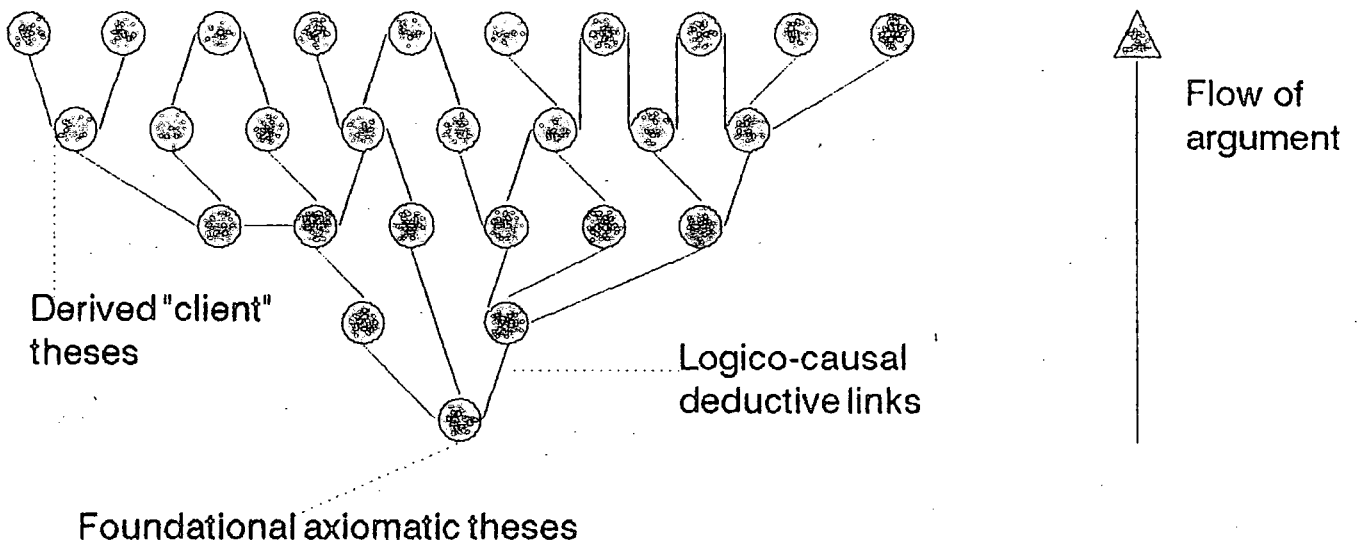 Flow of
argument
Derived "client"
theses
Logico-causal
deductive links
Foundational axiomatic theses